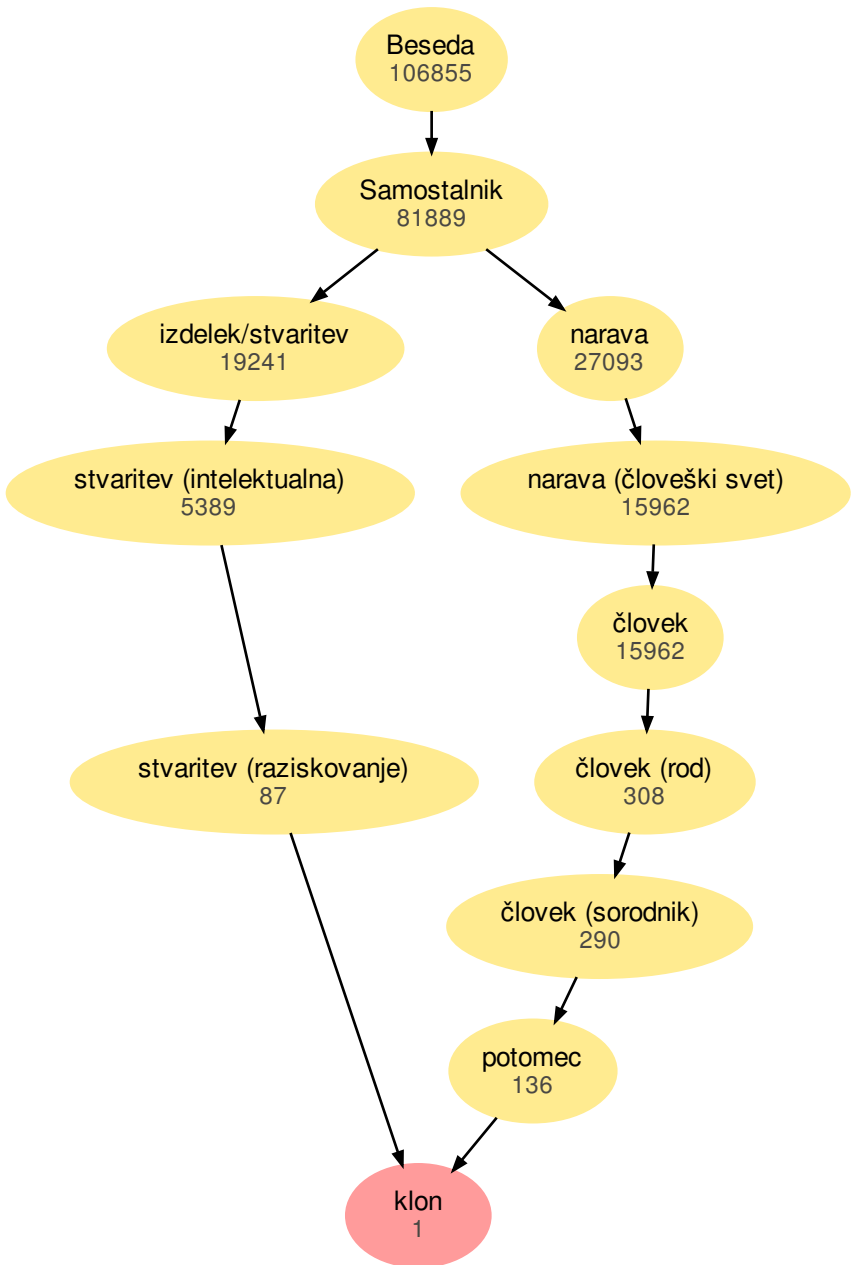 Beseda
106855
Samostalnik
81889
izdelek/stvaritev
19241
narava
27093
stvaritev (intelektualna)
5389
narava (človeški svet)
15962
človek
15962
stvaritev (raziskovanje)
87
človek (rod)
308
človek (sorodnik)
290
potomec
136
klon
1